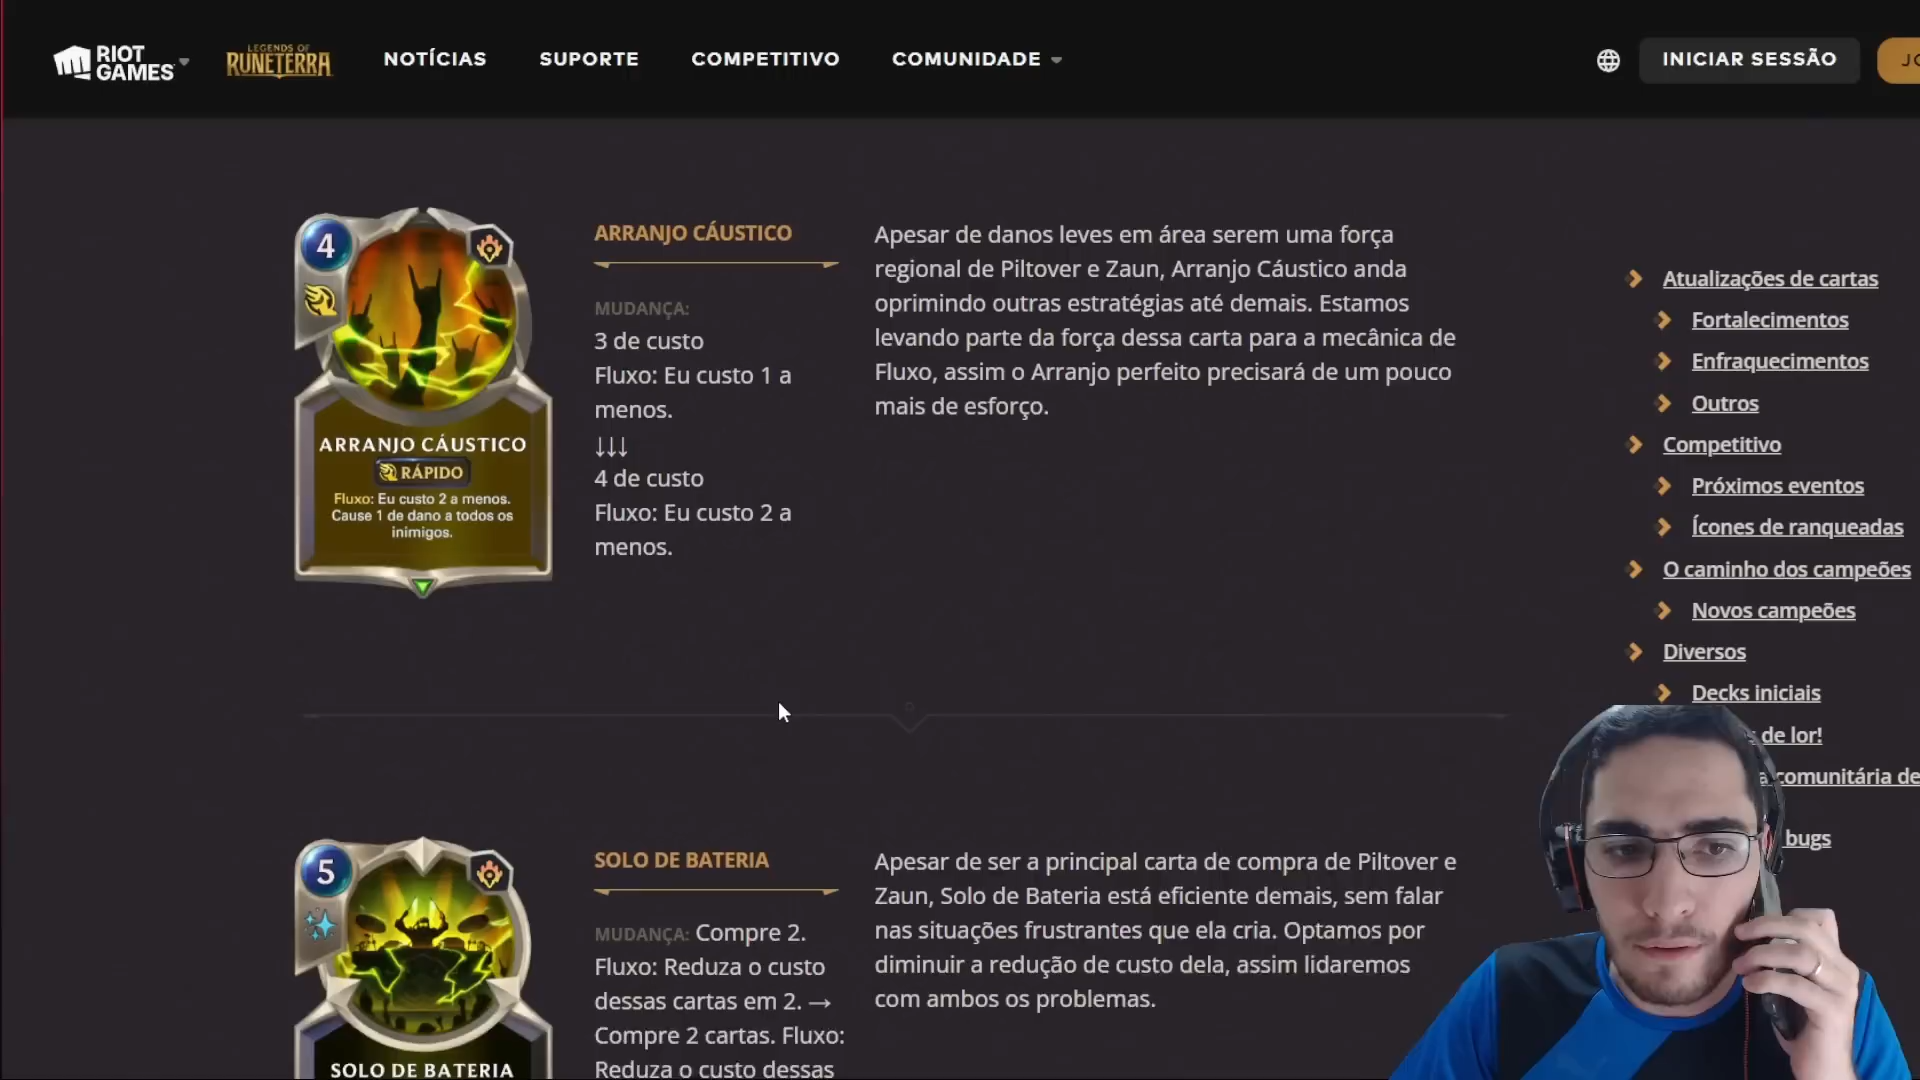 RIOT GAMES
LEGENDS OF RUNETERRA
NOTÍCIAS
SUPORTE
COMPETITIVO
COMUNIDADE
INICIAR SESSÃO
4
ARRANJO CÁUSTICO
RÁPIDO
Fluxo: Eu custo 2 a menos.
Cause 1 de dano a todos os
inimigos.
ARRANJO CÁUSTICO
MUDANÇA:
3 de custo
Fluxo: Eu custo 1 a
menos.
↓↓↓
4 de custo
Fluxo: Eu custo 2 a
menos.
Apesar de danos leves em área serem uma força
regional de Piltover e Zaun, Arranjo Cáustico anda
oprimindo outras estratégias até demais. Estamos
levando parte da força dessa carta para a mecânica de
Fluxo, assim o Arranjo perfeito precisará de um pouco
mais de esforço.
5
SOLO DE BATERIA
SOLO DE BATERIA
MUDANÇA: Compre 2.
Fluxo: Reduza o custo
dessas cartas em 2. →
Compre 2 cartas. Fluxo:
Reduza o custo dessas
Apesar de ser a principal carta de compra de Piltover e
Zaun, Solo de Bateria está eficiente demais, sem falar
nas situações frustrantes que ela cria. Optamos por
diminuir a redução de custo dela, assim lidaremos
com ambos os problemas.
Atualizações de cartas
Fortalecimentos
Enfraquecimentos
Outros
Competitivo
Próximos eventos
Ícones de ranqueadas
O caminho dos campeões
Novos campeões
Diversos
Decks iniciais
de lor!
comunitária de
bugs